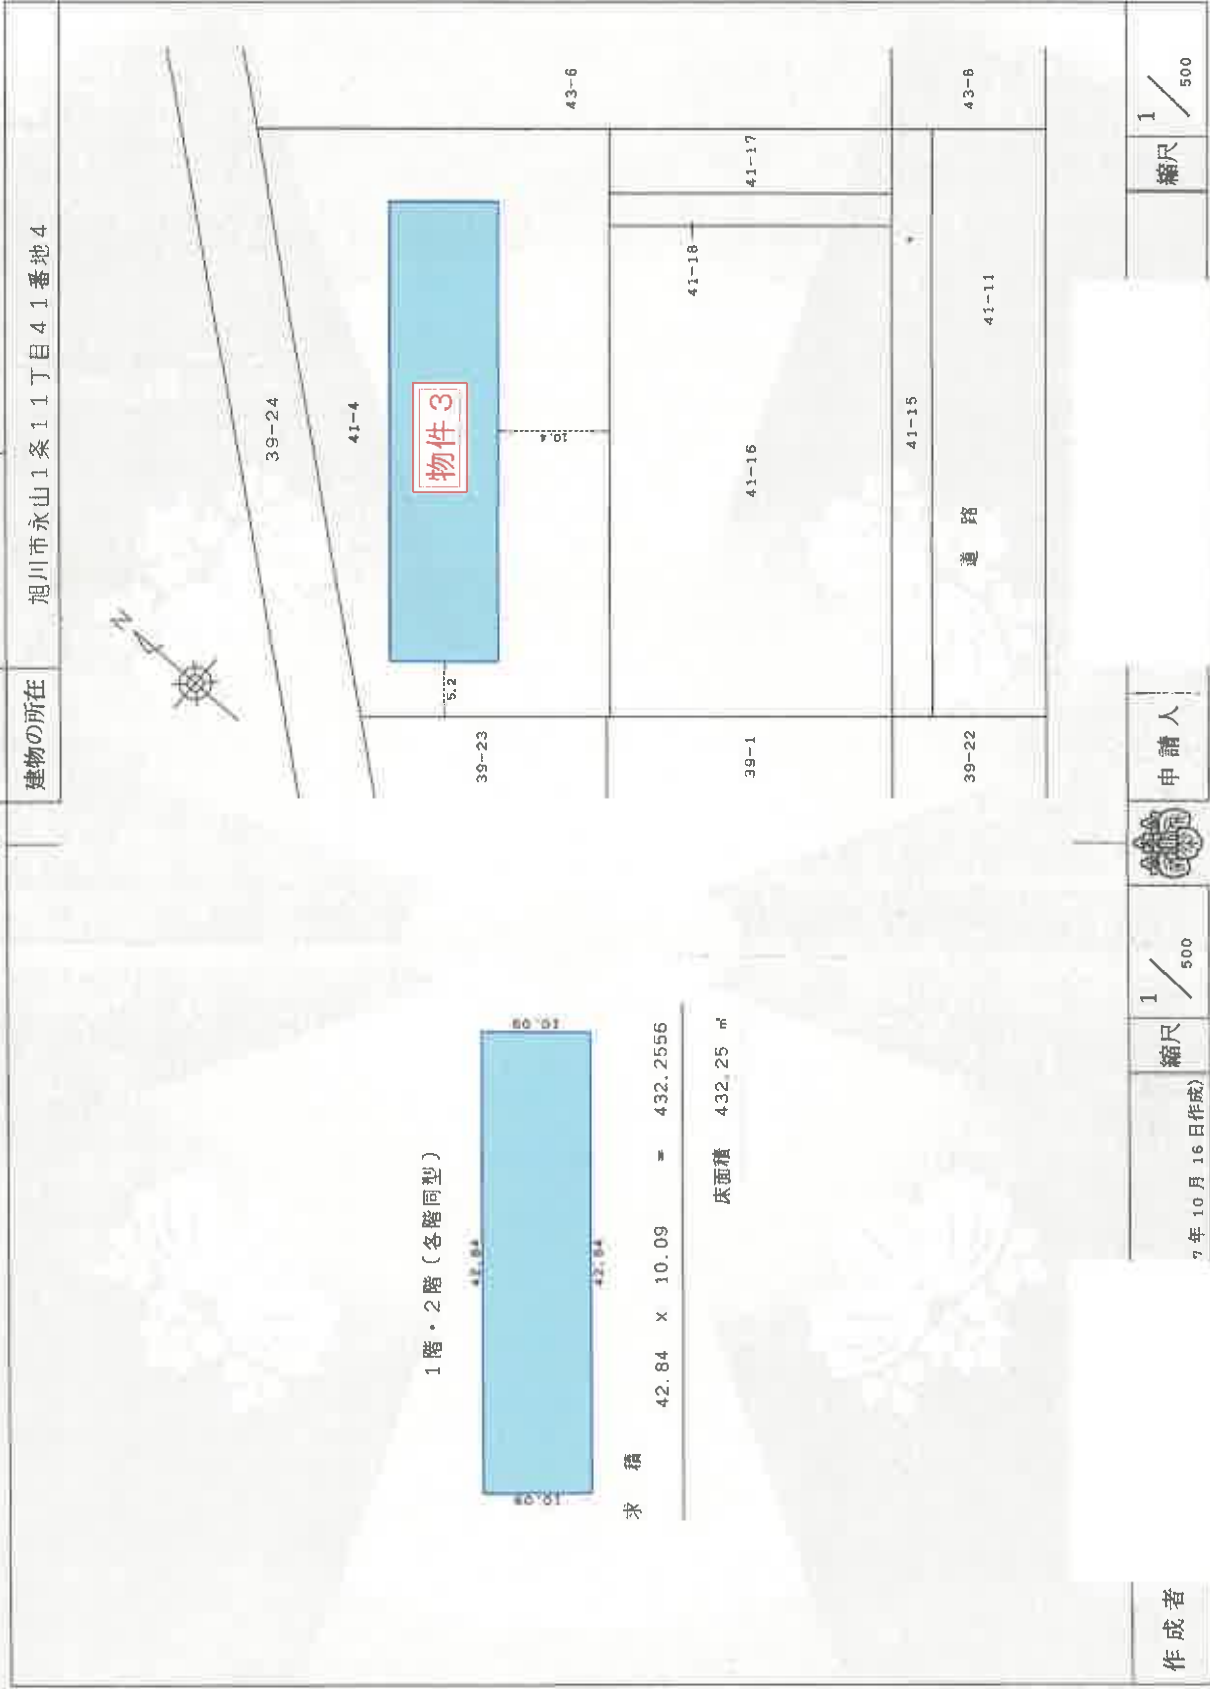 建物の所在
旭川市永山1条11丁目41番地4
1階・2階(各階同型)
42.84
10.09
10.09
42.84
求積
42.84 x 10.09 = 432.2556
床面積 432.25 ㎡
N
39-24
41-4
物件3
5.2
10.4
43-6
39-23
41-17
41-18
41-16
39-1
41-15
43-8
41-11
道路
39-22
作成者
7年10月16日作成)
縮尺
1/500
申請人
縮尺
1/500